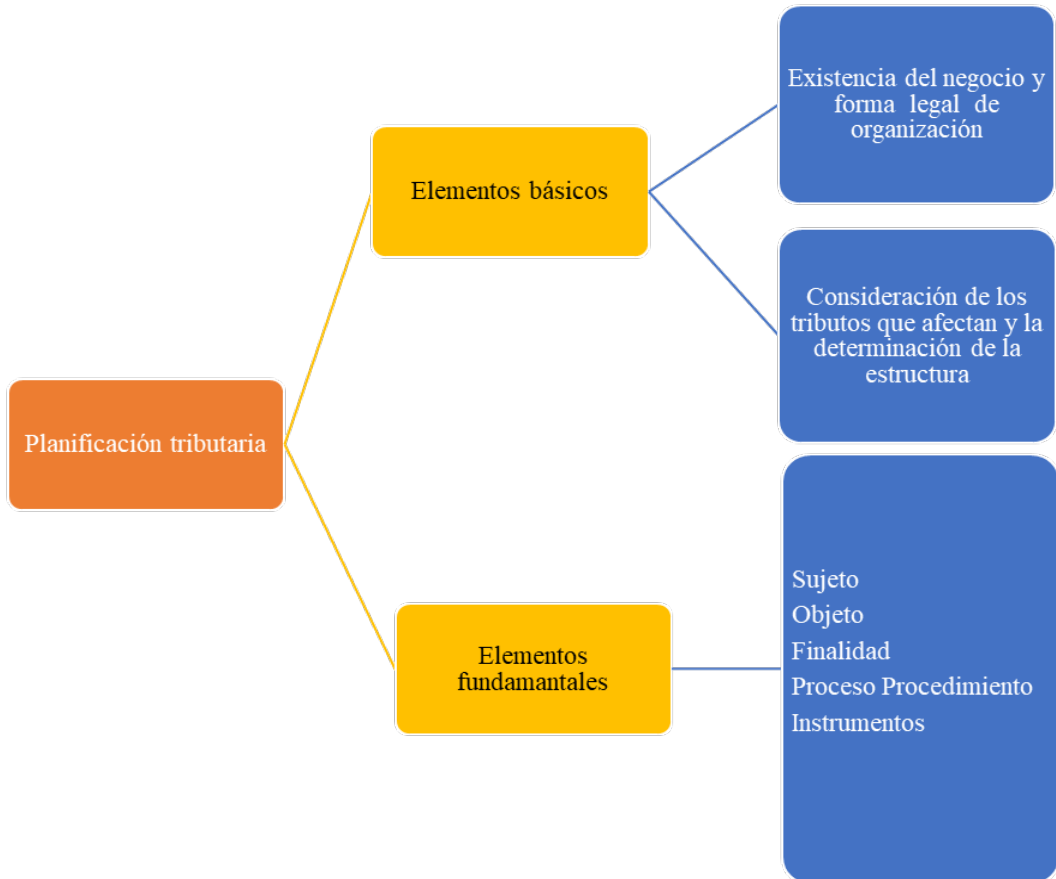 Planificación tributaria
Elementos básicos
Existencia del negocio y
forma legal de
organización
Consideración de los
tributos que afectan y la
determinación de la
estructura
Elementos
fundamantales
Sujeto
Objeto
Finalidad
Proceso Procedimiento
Instrumentos